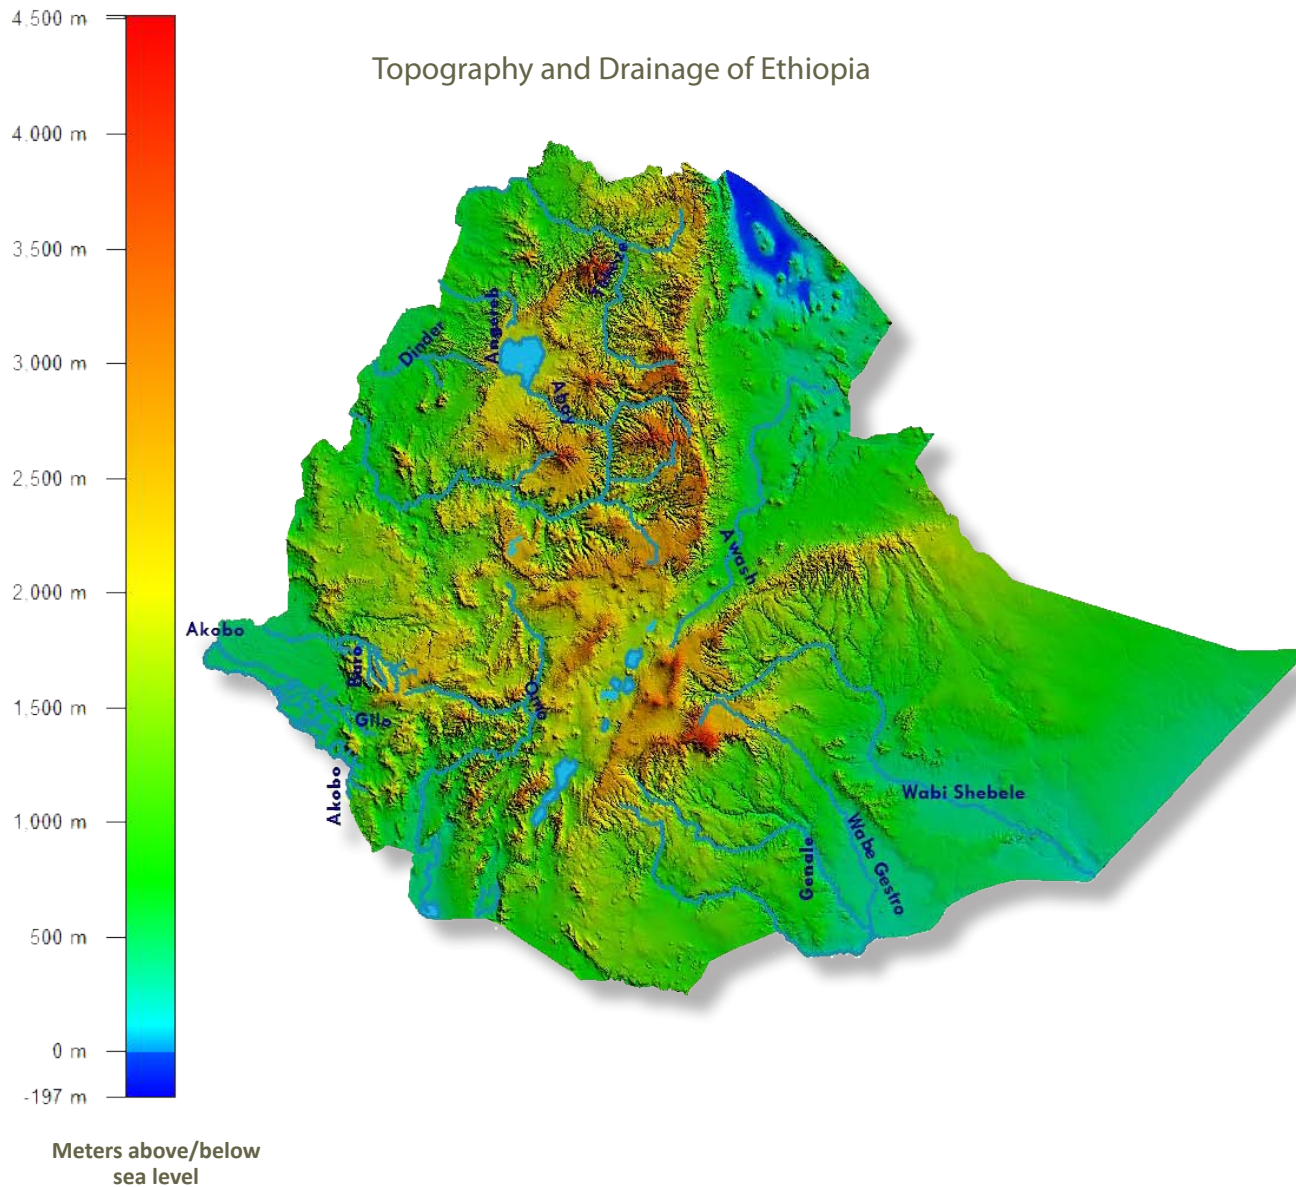 Topography and Drainage of Ethiopia
4,500 m
4,000 m
3,500 m
3,000 m
2,500 m
2,000 m
1,500 m
1,000 m
500 m
0 m
-197 m
Meters above/below
sea level
Angareb
Dinder
Abay
Awash
Akobo
Baro
Gilo
Omo
Akobo
Wabi Shebele
Wabe Gestro
Genale